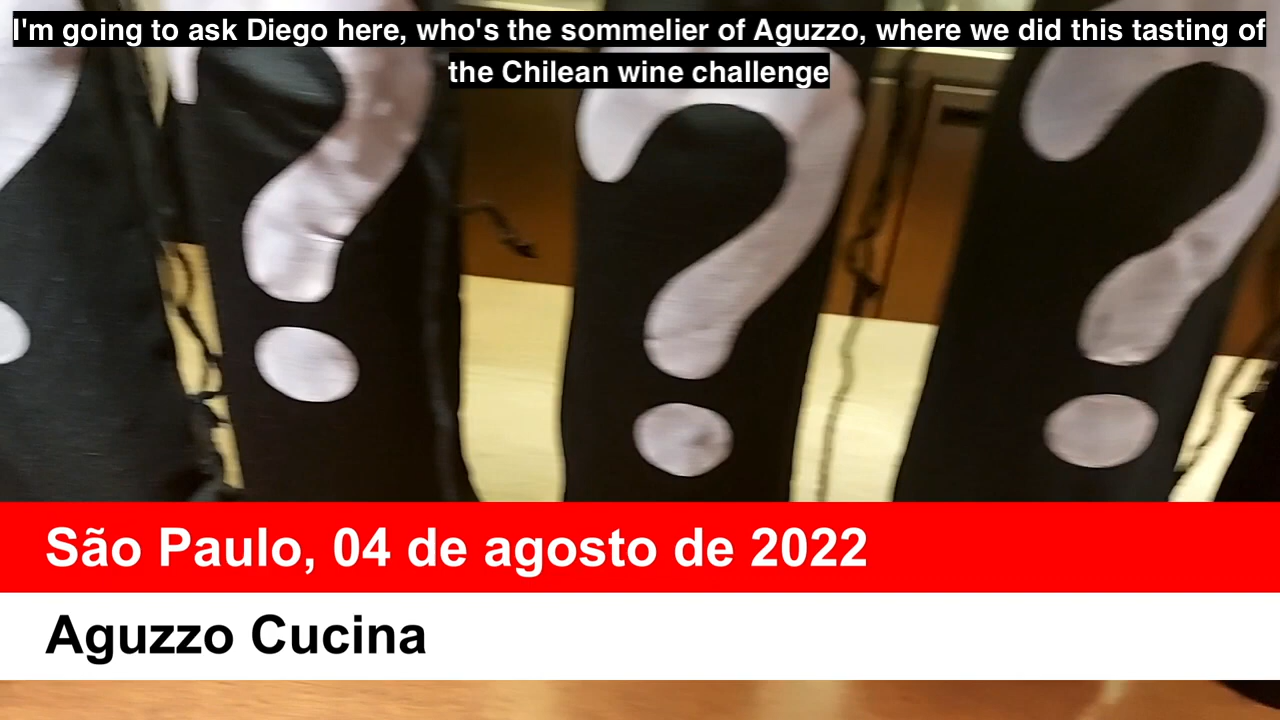 I'm going to ask Diego here, who's the sommelier of Aguzzo, where we did this tasting of
the Chilean wine challenge
? ? ?
São Paulo, 04 de agosto de 2022
Aguzzo Cucina